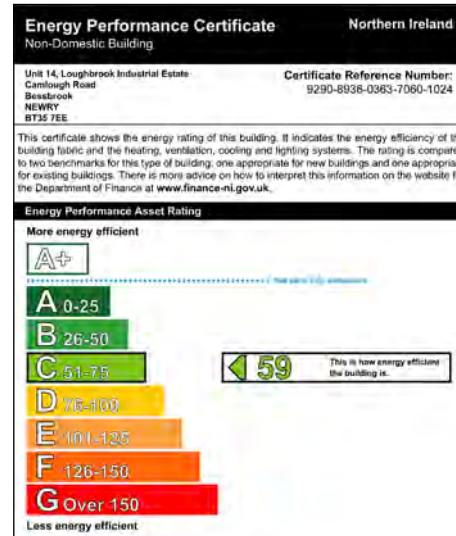 Energy Performance Certificate
Northern Ireland
Non-Domestic Building
Unit 14, Loughbrook Industrial Estate
Camlough Road
Bessbrook
NEWRY
BT35 7EE
Certificate Reference Number:
9290-8936-0363-7060-1024
This certificate shows the energy rating of this building. It indicates the energy efficiency of th
building fabric and the heating, ventilation, cooling and lighting systems. The rating is compare
to two benchmarks for this type of building: one appropriate for new buildings and one appropria
for existing buildings. There is more advice on how to interpret this information on the website f
the Department of Finance at www.finance-ni.gov.uk.
Energy Performance Asset Rating
More energy efficient
A+
A 0-25
B 26-50
C 51-75
59
This is how energy efficient
the building is.
D 76-100
E 101-125
F 126-150
G Over 150
Less energy efficient